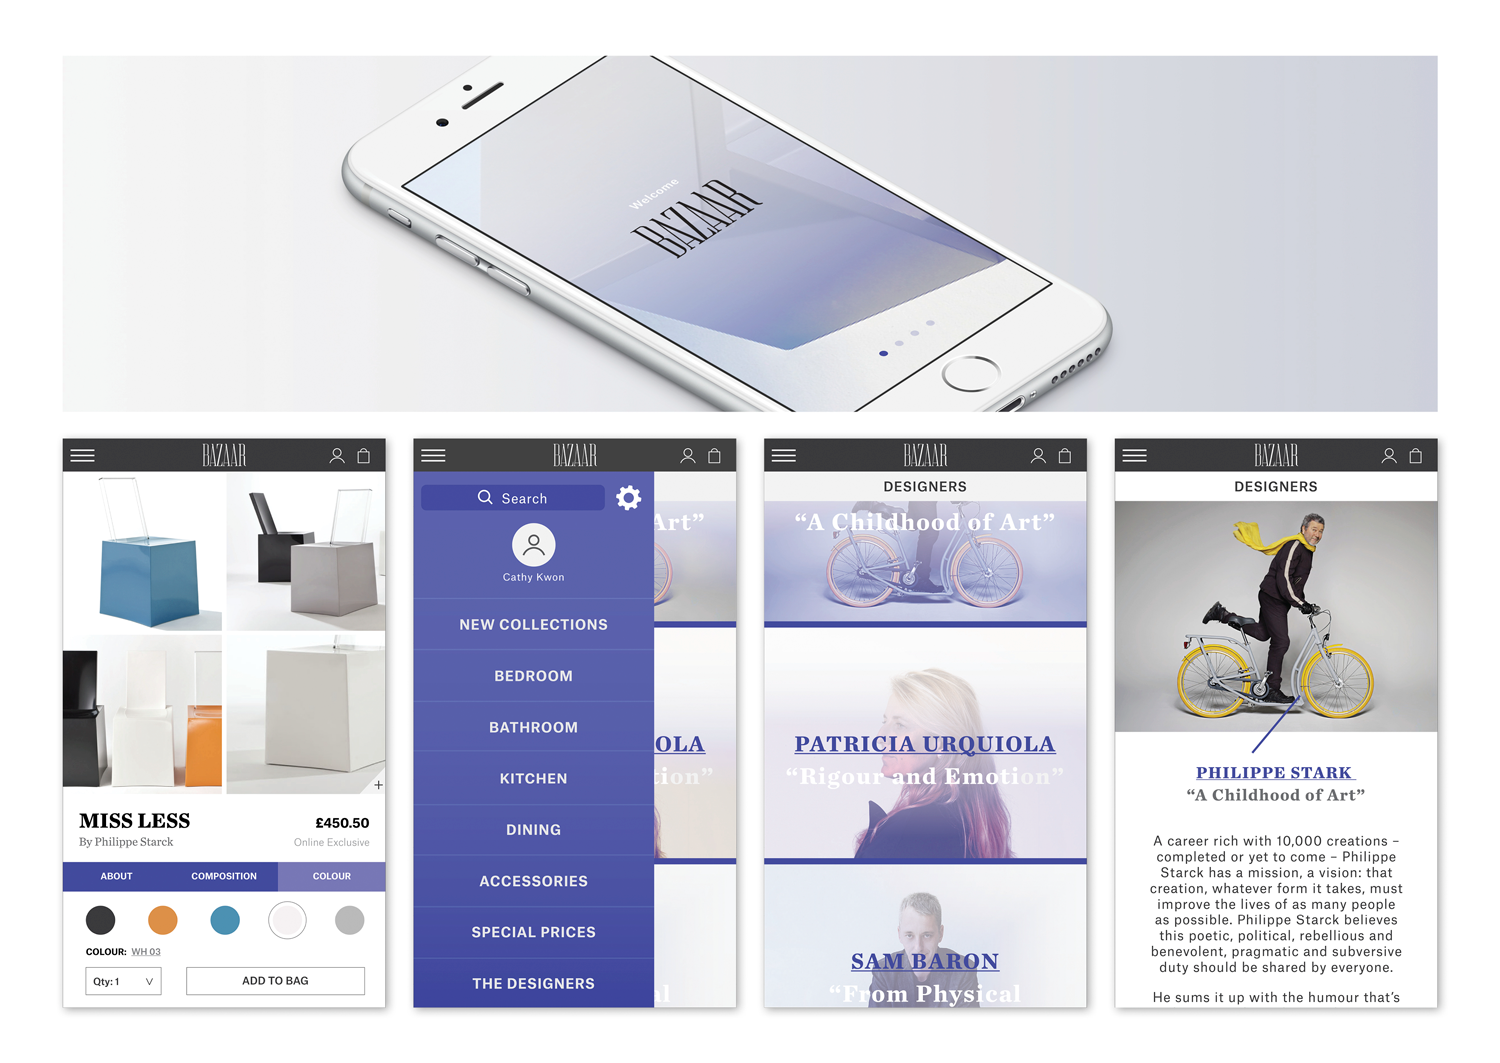 Welcome
BAZAAR
BAZAAR
MISS LESS
£450.50
By Philippe Starck
Online Exclusive
ABOUT
COMPOSITION
COLOUR
COLOUR: WH 03
Qty: 1
ADD TO BAG
BAZAAR
Search
Cathy Kwon
NEW COLLECTIONS
BEDROOM
BATHROOM
KITCHEN
DINING
ACCESSORIES
SPECIAL PRICES
THE DESIGNERS
Art”
OLA
tion”
al
BAZAAR
DESIGNERS
“A Childhood of Art”
PATRICIA URQUIOLA
“Rigour and Emotion”
SAM BARON
“From Physical
BAZAAR
DESIGNERS
PHILIPPE STARK
“A Childhood of Art”
A career rich with 10,000 creations –
completed or yet to come – Philippe
Starck has a mission, a vision: that
creation, whatever form it takes, must
improve the lives of as many people
as possible. Philippe Starck believes
this poetic, political, rebellious and
benevolent, pragmatic and subversive
duty should be shared by everyone.
He sums it up with the humour that’s